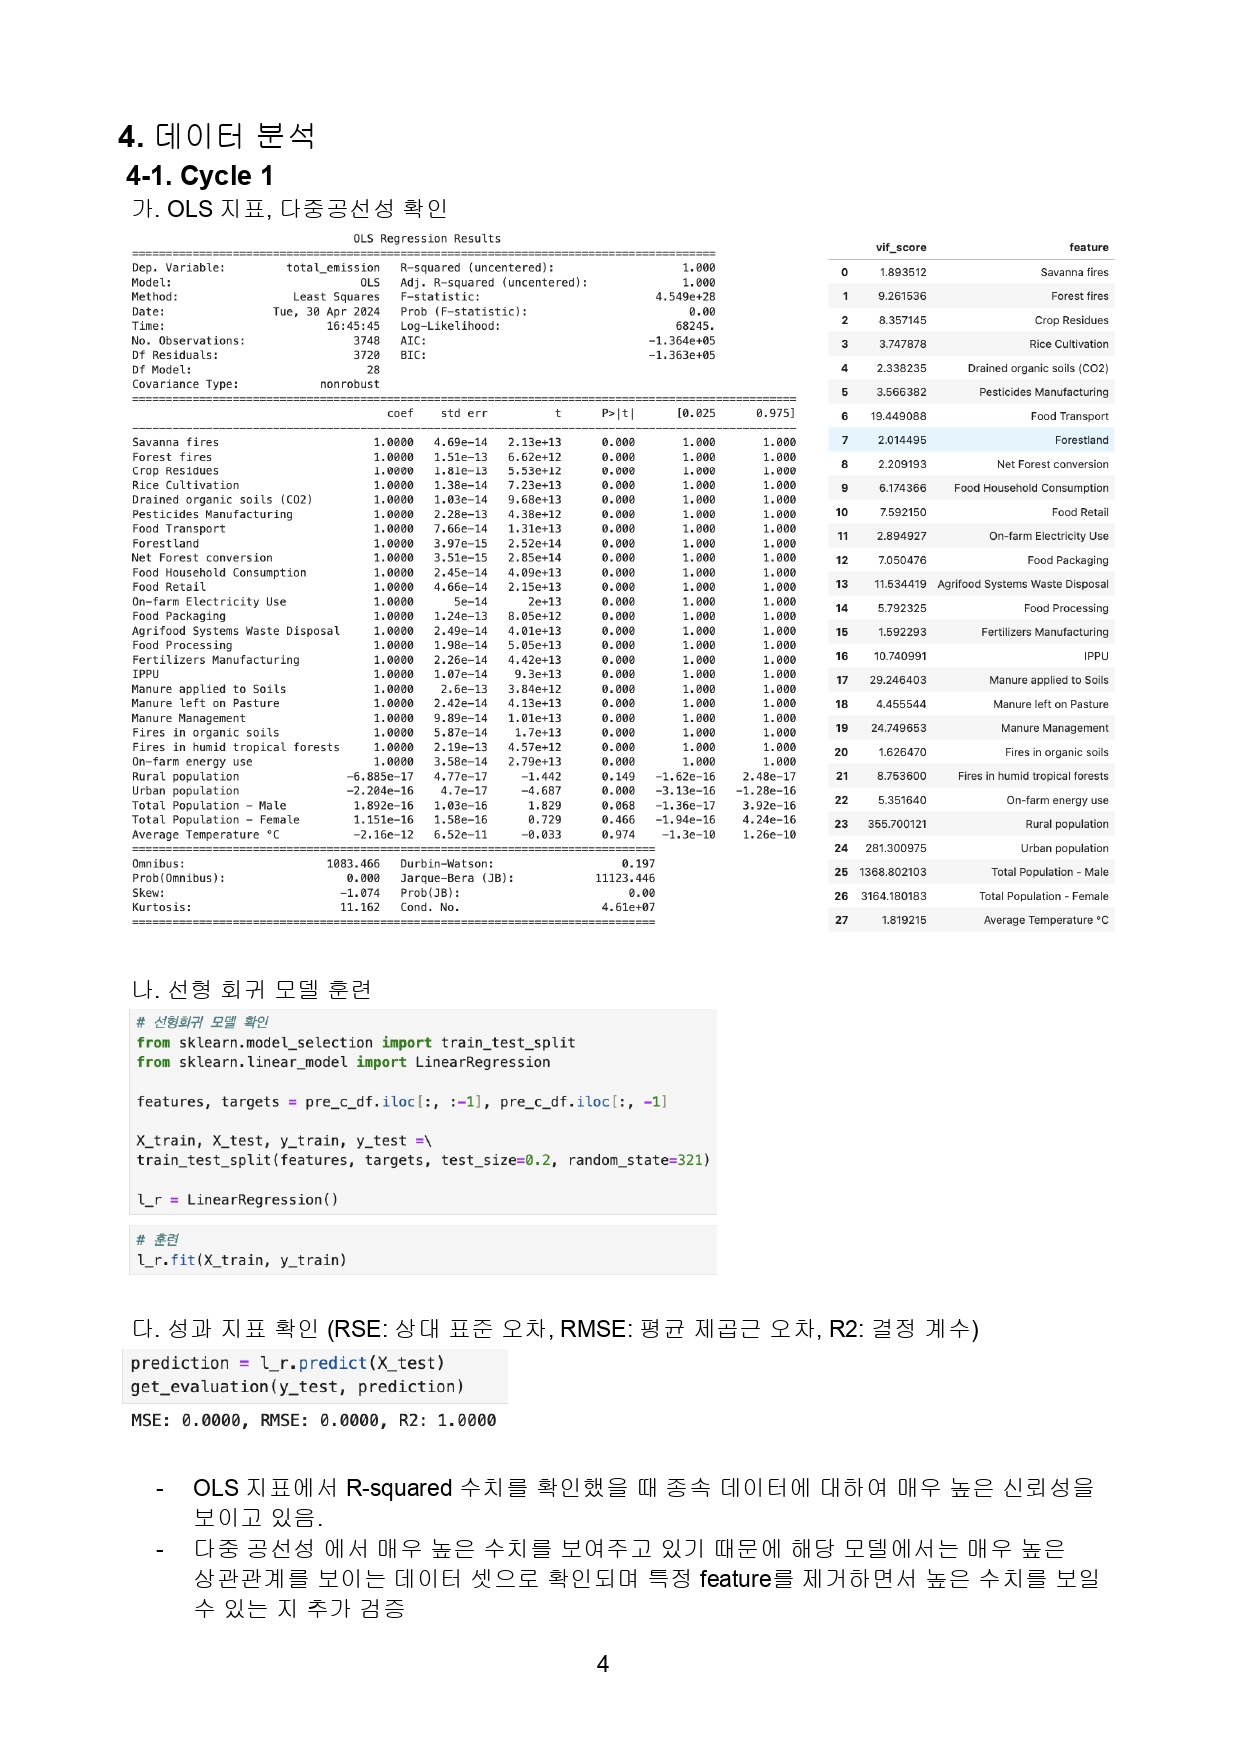 4. 데이터 분석
4-1. Cycle 1
가. OLS 지표, 다중공선성 확인
OLS Regression Results
==============================================================================
Dep. Variable: total_emission R-squared (uncentered): 1.000
Model: OLS Adj. R-squared (uncentered): 1.000
Method: Least Squares F-statistic: 4.549e+28
Date: Tue, 30 Apr 2024 Prob (F-statistic): 0.00
Time: 16:45:45 Log-Likelihood: 68245.
No. Observations: 3748 AIC: -1.364e+05
Df Residuals: 3720 BIC: -1.363e+05
Df Model: 28
Covariance Type: nonrobust
==============================================================================
coef std err t P>|t| [0.025 0.975]
------------------------------------------------------------------------------
Savanna fires 1.0000 4.69e-14 2.13e+13 0.000 1.000 1.000
Forest fires 1.0000 1.51e-13 6.62e+12 0.000 1.000 1.000
Crop Residues 1.0000 1.81e-13 5.53e+12 0.000 1.000 1.000
Rice Cultivation 1.0000 1.38e-14 7.23e+13 0.000 1.000 1.000
Drained organic soils (CO2) 1.0000 1.03e-14 9.68e+13 0.000 1.000 1.000
Pesticides Manufacturing 1.0000 2.28e-13 4.38e+12 0.000 1.000 1.000
Food Transport 1.0000 7.66e-14 1.31e+13 0.000 1.000 1.000
Forestland 1.0000 3.97e-15 2.52e+14 0.000 1.000 1.000
Net Forest conversion 1.0000 3.51e-15 2.85e+14 0.000 1.000 1.000
Food Household Consumption 1.0000 2.45e-14 4.09e+13 0.000 1.000 1.000
Food Retail 1.0000 4.66e-14 2.15e+13 0.000 1.000 1.000
On-farm Electricity Use 1.0000 5e-14 2e+13 0.000 1.000 1.000
Food Packaging 1.0000 1.24e-13 8.05e+12 0.000 1.000 1.000
Agrifood Systems Waste Disposal 1.0000 2.49e-14 4.01e+13 0.000 1.000 1.000
Food Processing 1.0000 1.98e-14 5.05e+13 0.000 1.000 1.000
Fertilizers Manufacturing 1.0000 2.26e-14 4.42e+13 0.000 1.000 1.000
IPPU 1.0000 1.07e-14 9.3e+13 0.000 1.000 1.000
Manure applied to Soils 1.0000 2.6e-13 3.84e+12 0.000 1.000 1.000
Manure left on Pasture 1.0000 2.42e-14 4.13e+13 0.000 1.000 1.000
Manure Management 1.0000 9.89e-14 1.01e+13 0.000 1.000 1.000
Fires in organic soils 1.0000 5.87e-14 1.7e+13 0.000 1.000 1.000
Fires in humid tropical forests 1.0000 2.19e-13 4.57e+12 0.000 1.000 1.000
On-farm energy use 1.0000 3.58e-14 2.79e+13 0.000 1.000 1.000
Rural population -6.885e-17 4.77e-17 -1.442 0.149 -1.62e-16 2.48e-17
Urban population -2.204e-16 4.7e-17 -4.687 0.000 -3.13e-16 -1.28e-16
Total Population - Male 1.892e-16 1.03e-16 1.829 0.068 -1.36e-17 3.92e-16
Total Population - Female 1.151e-16 1.58e-16 0.729 0.466 -1.94e-16 4.24e-16
Average Temperature °C -2.16e-12 6.52e-11 -0.033 0.974 -1.3e-10 1.26e-10
==============================================================================
Omnibus: 1083.466 Durbin-Watson: 0.197
Prob(Omnibus): 0.000 Jarque-Bera (JB): 11123.446
Skew: -1.074 Prob(JB): 0.00
Kurtosis: 11.162 Cond. No. 4.61e+07
==============================================================================
vif_score feature
0 1.893512 Savanna fires
1 9.261536 Forest fires
2 8.357145 Crop Residues
3 3.747878 Rice Cultivation
4 2.338235 Drained organic soils (CO2)
5 3.566382 Pesticides Manufacturing
6 19.449088 Food Transport
7 2.014495 Forestland
8 2.209193 Net Forest conversion
9 6.174366 Food Household Consumption
10 7.592150 Food Retail
11 2.894927 On-farm Electricity Use
12 7.050476 Food Packaging
13 11.534419 Agrifood Systems Waste Disposal
14 5.792325 Food Processing
15 1.592293 Fertilizers Manufacturing
16 10.740991 IPPU
17 29.246403 Manure applied to Soils
18 4.455544 Manure left on Pasture
19 24.749653 Manure Management
20 1.626470 Fires in organic soils
21 8.753600 Fires in humid tropical forests
22 5.351640 On-farm energy use
23 355.700121 Rural population
24 281.300975 Urban population
25 1368.802103 Total Population - Male
26 3164.180183 Total Population - Female
27 1.819215 Average Temperature °C
나. 선형 회귀 모델 훈련
# 선형회귀 모델 확인
from sklearn.model_selection import train_test_split
from sklearn.linear_model import LinearRegression
features, targets = pre_c_df.iloc[:, :-1], pre_c_df.iloc[:, -1]
X_train, X_test, y_train, y_test =\
train_test_split(features, targets, test_size=0.2, random_state=321)
l_r = LinearRegression()
# 훈련
l_r.fit(X_train, y_train)
다. 성과 지표 확인 (RSE: 상대 표준 오차, RMSE: 평균 제곱근 오차, R2: 결정 계수)
prediction = l_r.predict(X_test)
get_evaluation(y_test, prediction)
MSE: 0.0000, RMSE: 0.0000, R2: 1.0000
- OLS 지표에서 R-squared 수치를 확인했을 때 종속 데이터에 대하여 매우 높은 신뢰성을
보이고 있음.
- 다중 공선성 에서 매우 높은 수치를 보여주고 있기 때문에 해당 모델에서는 매우 높은
상관관계를 보이는 데이터 셋으로 확인되며 특정 feature를 제거하면서 높은 수치를 보일
수 있는 지 추가 검증
4